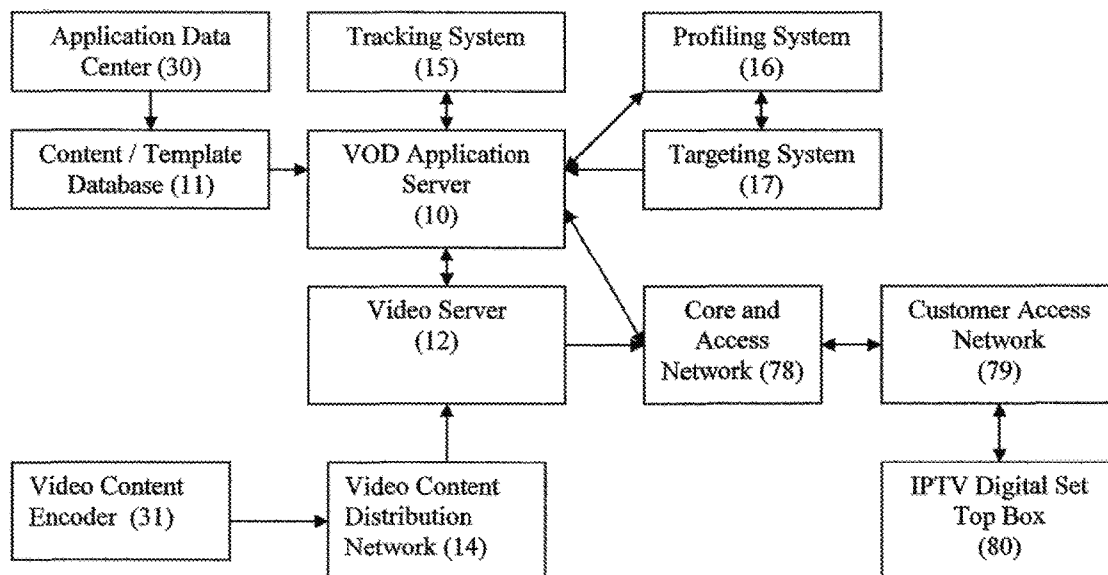 Application Data
Center (30)
Tracking System
(15)
Profiling System
(16)
Content / Template
Database (11)
VOD Application
Server
(10)
Targeting System
(17)
Video Server
(12)
Core and
Access
Network (78)
Customer Access
Network
(79)
Video Content
Encoder (31)
Video Content
Distribution
Network (14)
IPTV Digital Set
Top Box
(80)